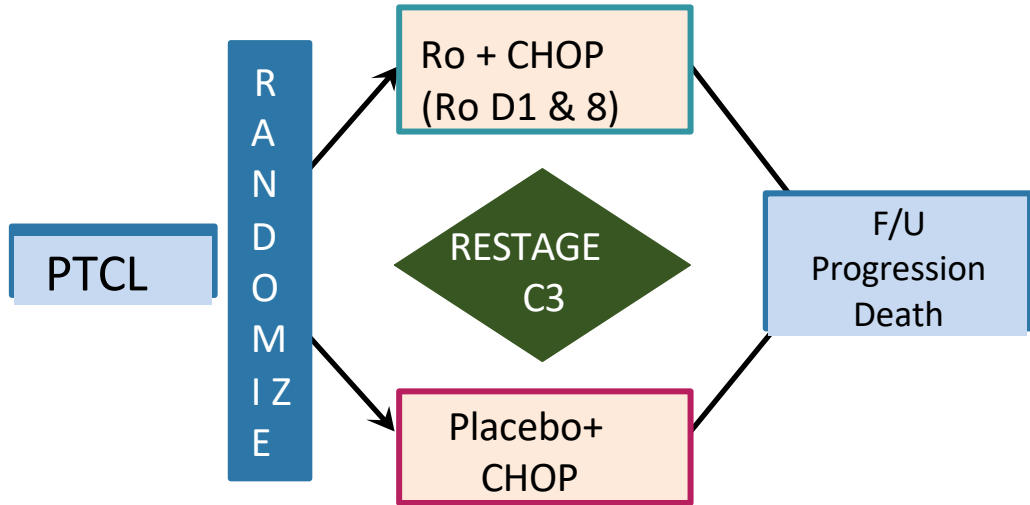 PTCL
R
A
N
D
O
M
I Z
E
Ro + CHOP
(Ro D1 & 8)
RESTAGE
C3
Placebo+
CHOP
F/U
Progression
Death